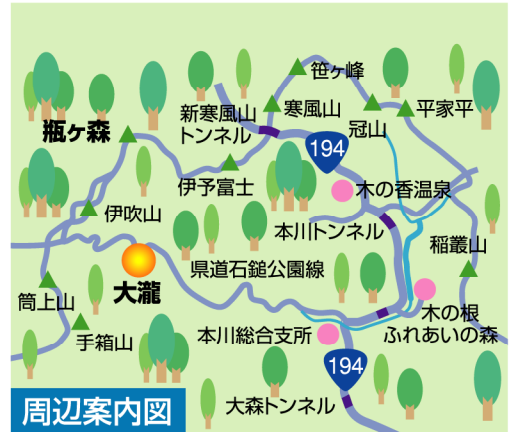 笹ヶ峰
新寒風山
トンネル
寒風山
冠山
平家平
瓶ヶ森
194
伊予富士
木の香温泉
伊吹山
本川トンネル
稲叢山
県道石鎚公園線
大瀧
筒上山
手箱山
本川総合支所
木の根
ふれあいの森
194
大森トンネル
周辺案内図